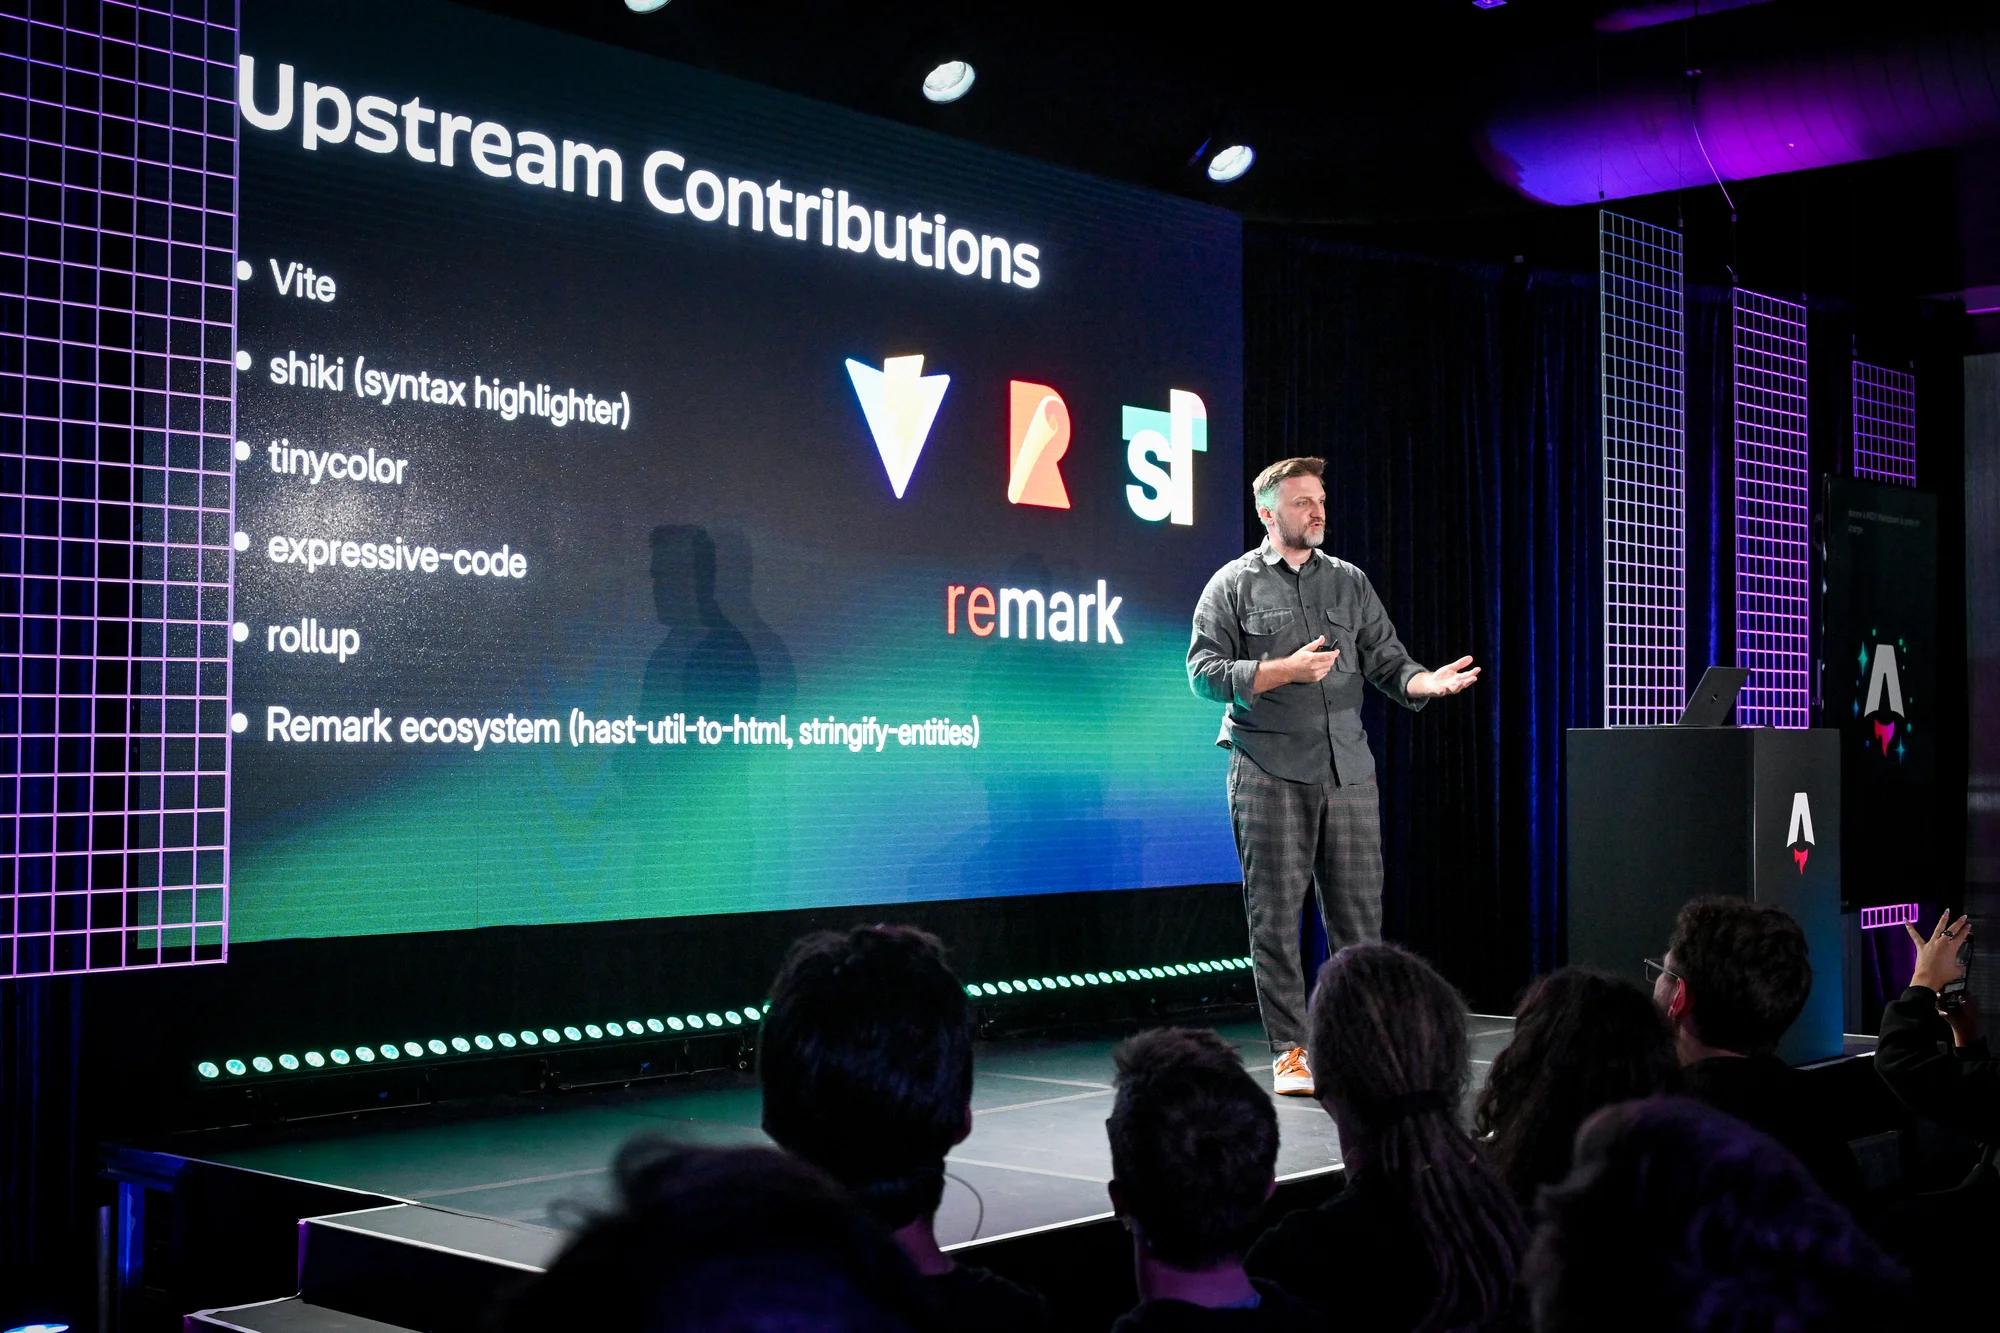 Upstream Contributions
• Vite
• shiki (syntax highlighter)
• tinycolor
• expressive-code
• rollup
• Remark ecosystem (hast-util-to-html, stringify-entities)
st
remark